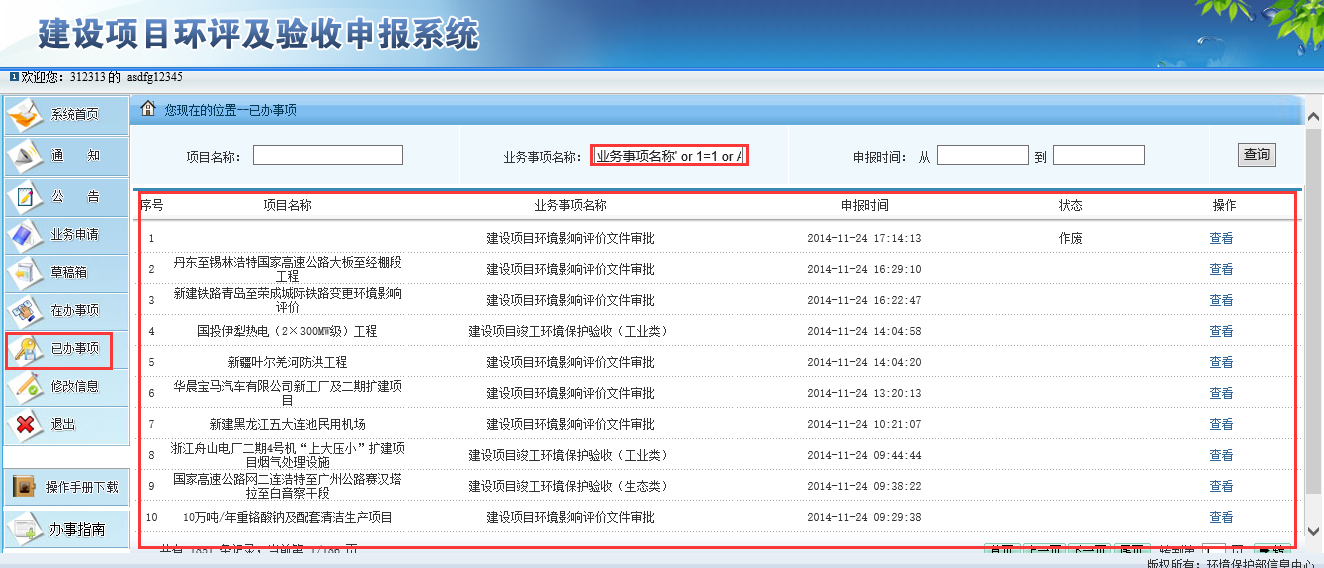 建设项目环评及验收申报系统
欢迎您：312313的 asdfg12345
系统首页
通 知
公 告
业务申请
草稿箱
在办事项
已办事项
修改信息
退出
操作手册下载
办事指南
您现在的位置--已办事项
项目名称： 业务事项名称： 业务事项名称' or 1=1 or 申报时间： 从 到 查询
序号 项目名称 业务事项名称 申报时间 状态 操作
1 建设项目环境影响评价文件审批 2014-11-24 17:14:13 作废 查看
2 丹东至锡林浩特国家高速公路大板至经棚段
工程 建设项目环境影响评价文件审批 2014-11-24 16:29:10 查看
3 新建铁路青岛至荣成城际铁路变更环境影响
评价 建设项目环境影响评价文件审批 2014-11-24 16:22:47 查看
4 国投伊犁热电（2×300MW级）工程 建设项目竣工环境保护验收（工业类） 2014-11-24 14:04:58 查看
5 新疆叶尔羌河防洪工程 建设项目环境影响评价文件审批 2014-11-24 14:04:20 查看
6 华晨宝马汽车有限公司新工厂及二期扩建项
目 建设项目环境影响评价文件审批 2014-11-24 13:20:13 查看
7 新建黑龙江五大连池民用机场 建设项目环境影响评价文件审批 2014-11-24 10:21:07 查看
8 浙江舟山电厂二期4号机“上大压小”扩建项
目烟气处理设施 建设项目竣工环境保护验收（工业类） 2014-11-24 09:44:44 查看
9 国家高速公路网二连浩特至广州公路赛汉塔
拉至白音察干段 建设项目竣工环境保护验收（生态类） 2014-11-24 09:38:22 查看
10 10万吨/年重铬酸钠及配套清洁生产项目 建设项目环境影响评价文件审批 2014-11-24 09:29:38 查看
版权所有：环境保护部信息中心